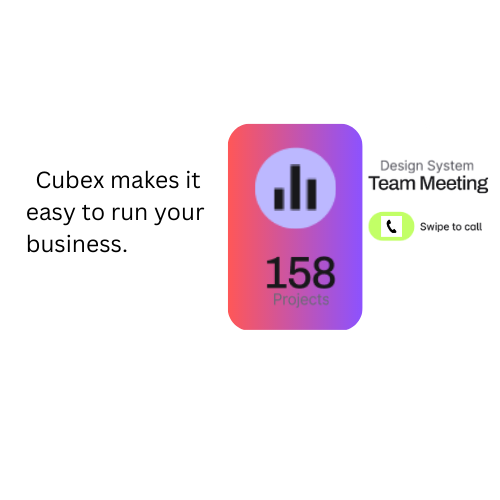 Cubex makes it
easy to run your
business.
158
Projects
Design System
Team Meeting
Swipe to call